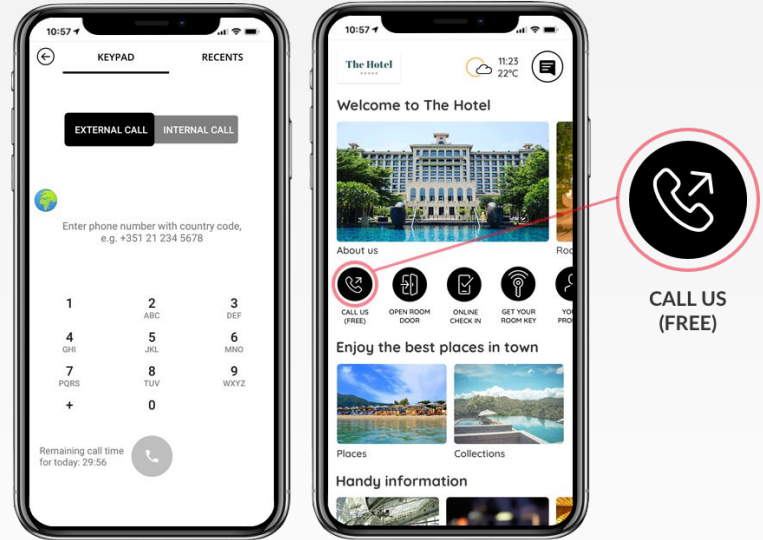 10:57
KEYPAD
RECENTS
EXTERNAL CALL
INTERNAL CALL
Enter phone number with country code,
e.g. +351 21 234 5678
1
2
3
ABC
DEF
4
5
6
GHI
JKL
MNO
7
8
9
PQRS
TUV
WXYZ
+
0
Remaining call time
for today: 29:56
10:57
The Hotel
11:23
22°C
Welcome to The Hotel
About us
Roo
CALL US
(FREE)
OPEN ROOM
DOOR
ONLINE
CHECK IN
GET YOUR
ROOM KEY
YO
PRO
Enjoy the best places in town
Places
Collections
Handy information
CALL US
(FREE)